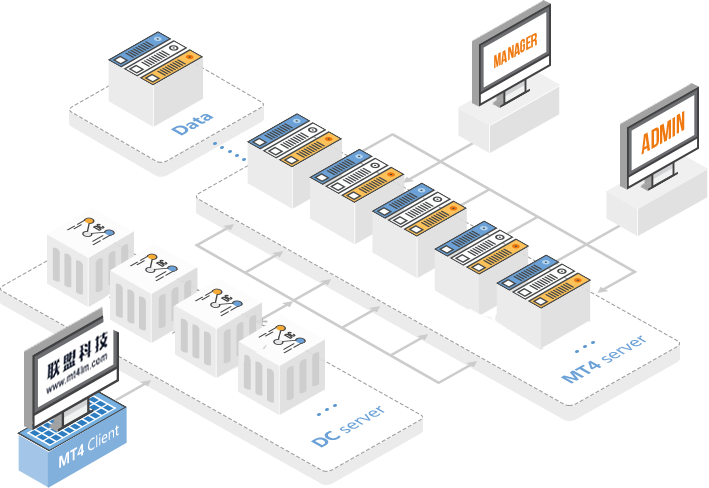 MANAGER
ADMIN
Data
MT4 server
DC server
联盟科技
www.mt4lm.com
MT4 Client